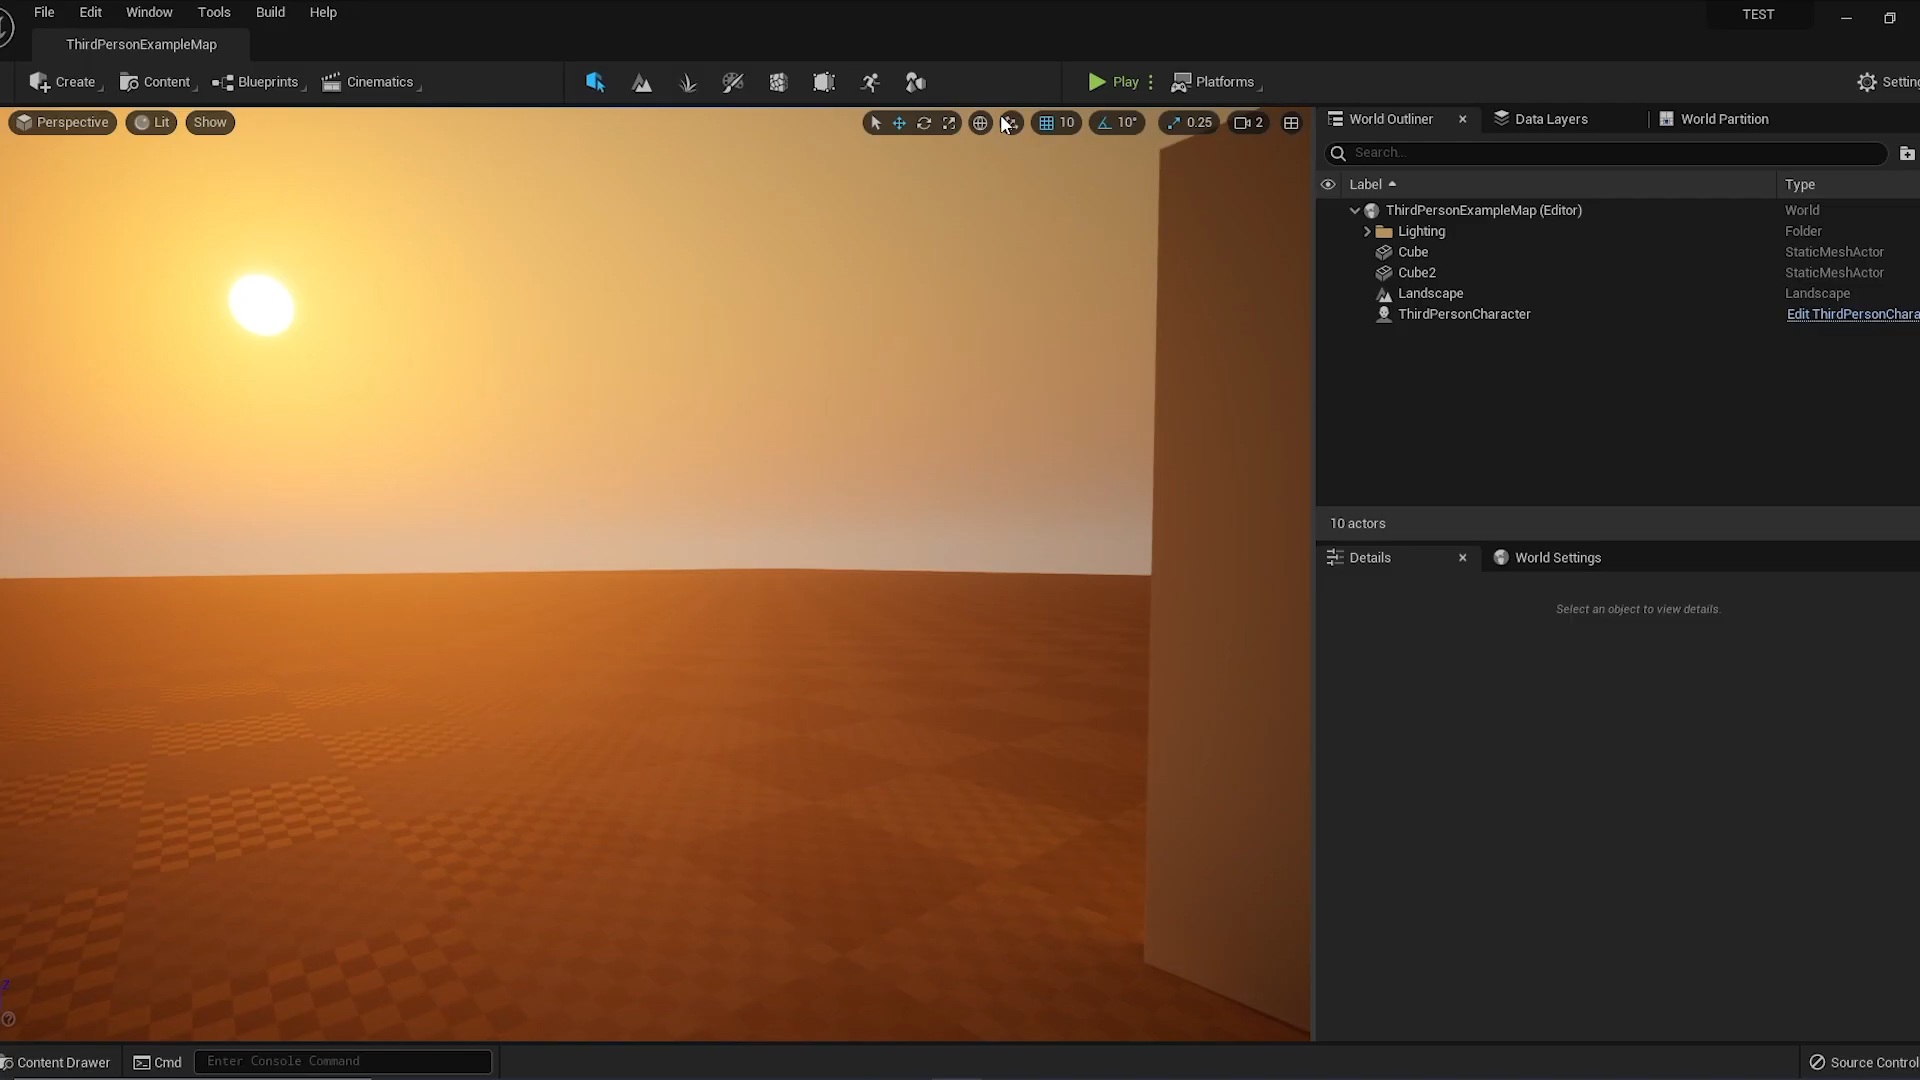 File Edit Window Tools Build Help
TEST
ThirdPersonExampleMap
Create Content Blueprints Cinematics Play Platforms
Perspective Lit Show 10 10° 0.25 2
World Outliner Data Layers World Partition
Search...
Label Type
ThirdPersonExampleMap (Editor) World
Lighting Folder
Cube StaticMeshActor
Cube2 StaticMeshActor
Landscape Landscape
ThirdPersonCharacter Edit ThirdPersonChara
10 actors
Details World Settings
Select an object to view details.
Z
Content Drawer Cmd Enter Console Command Source Control